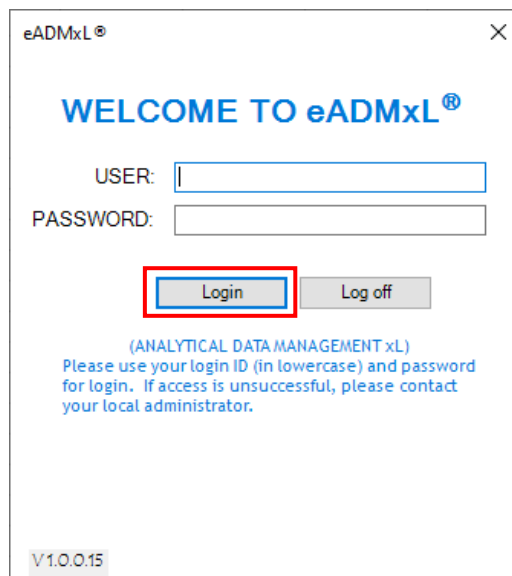 eADMxL®
WELCOME TO eADMxL®
USER:
PASSWORD:
Login Log off
(ANALYTICAL DATA MANAGEMENT xL)
Please use your login ID (in lowercase) and password
for login. If access is unsuccessful, please contact
your local administrator.
V 1.0.0.15